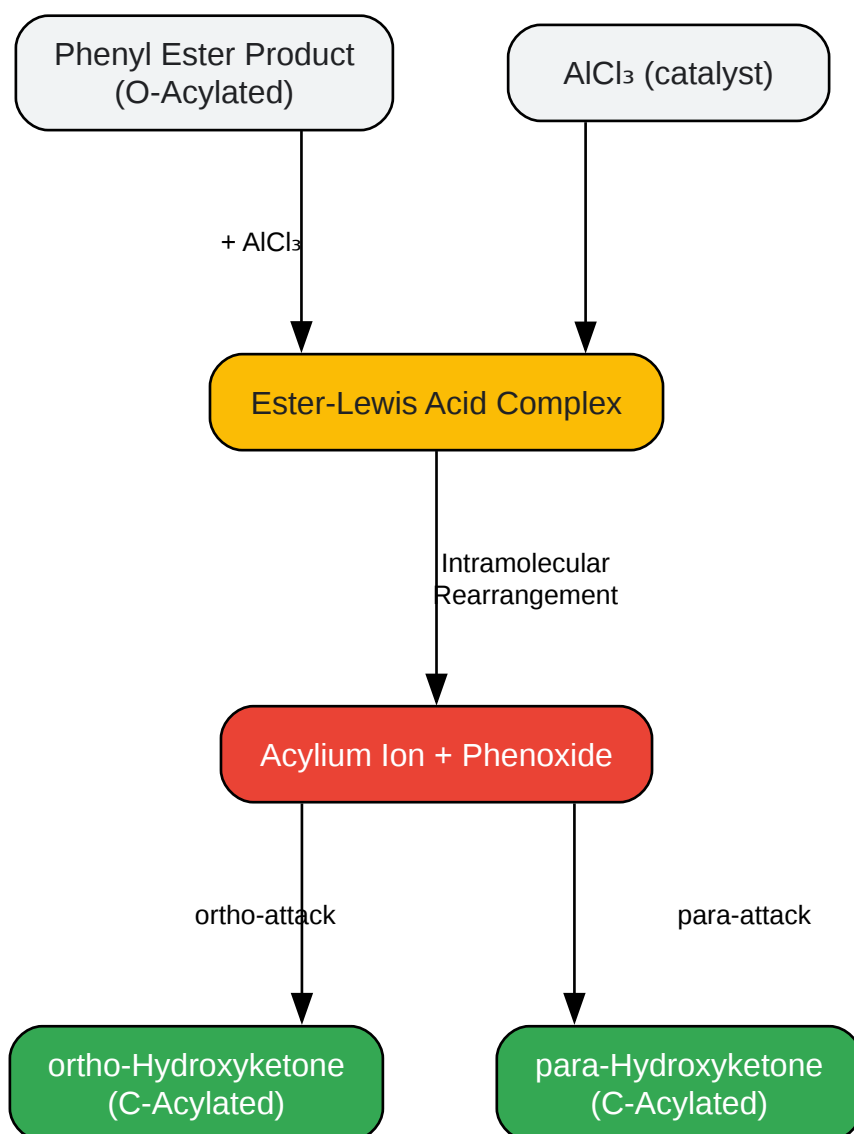 Phenyl Ester Product
(O-Acylated)
AlCl₃ (catalyst)
+ AlCl₃
Ester-Lewis Acid Complex
Intramolecular
Rearrangement
Acylium Ion + Phenoxide
ortho-attack
para-attack
ortho-Hydroxyketone
(C-Acylated)
para-Hydroxyketone
(C-Acylated)